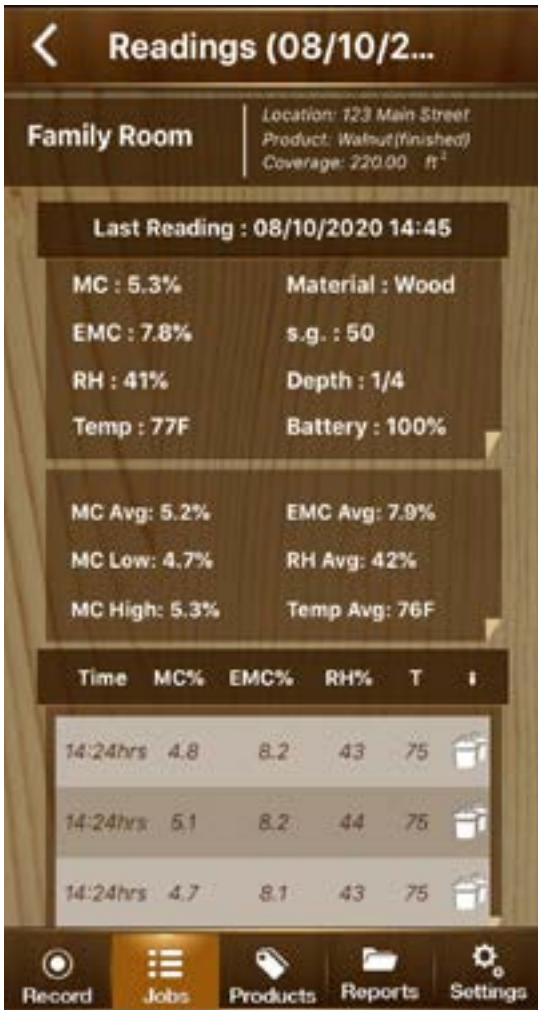 Readings (08/10/2...
Family Room
Location: 123 Main Street
Product: Walnut(finished)
Coverage: 220.00 ft²
Last Reading : 08/10/2020 14:45
MC : 5.3% Material : Wood
EMC : 7.8% s.g. : 50
RH : 41% Depth : 1/4
Temp : 77F Battery : 100%
MC Avg: 5.2% EMC Avg: 7.9%
MC Low: 4.7% RH Avg: 42%
MC High: 5.3% Temp Avg: 76F
Time MC% EMC% RH% T
14:24hrs 4.8 8.2 43 75
14:24hrs 5.1 8.2 44 75
14:24hrs 4.7 8.1 43 75
Record Jobs Products Reports Settings